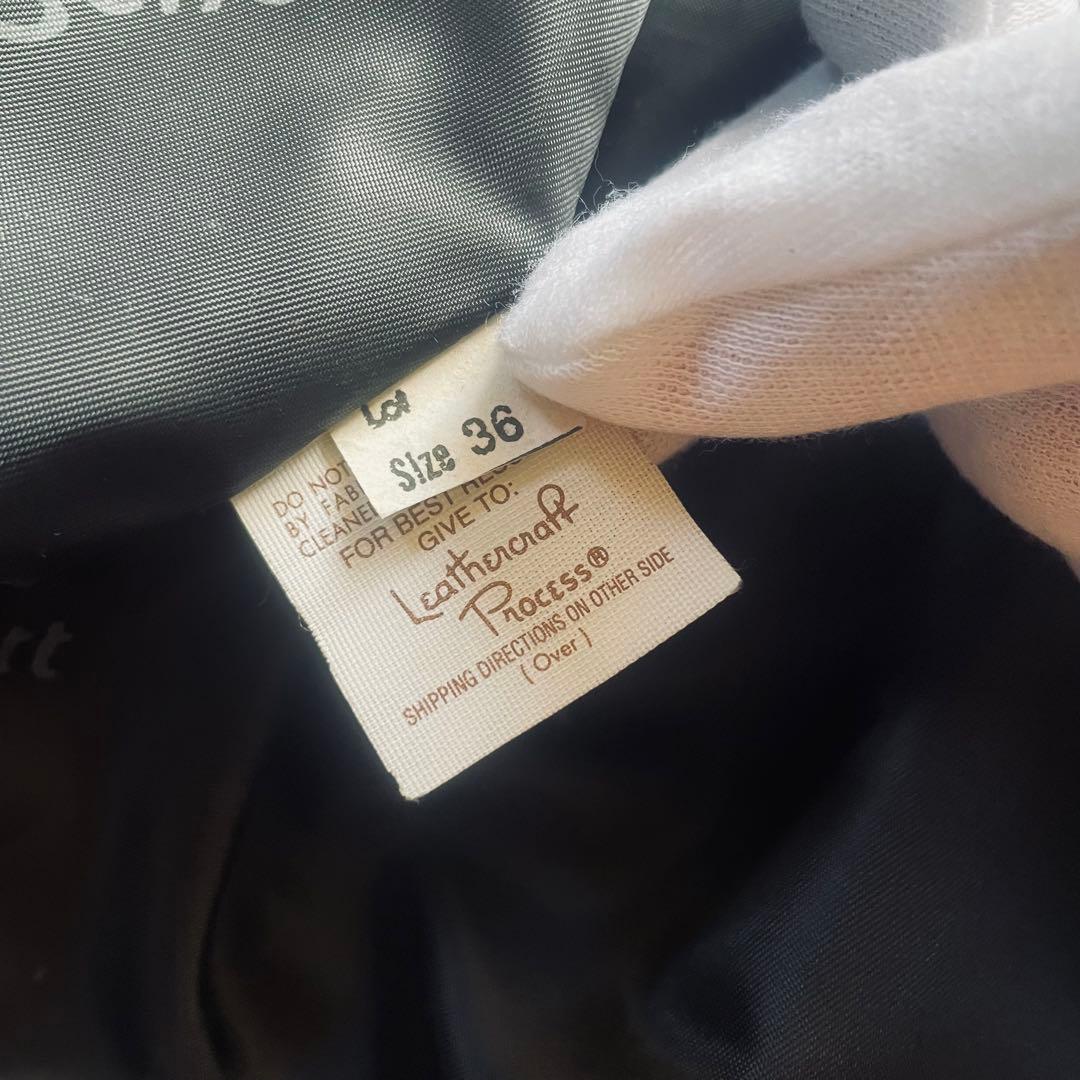 Lot
Size 36
DO NOT
BY FAB
CLEANE
FOR BEST RESU
GIVE TO:
Leathercraft
Process®
SHIPPING DIRECTIONS ON OTHER SIDE
(Over)